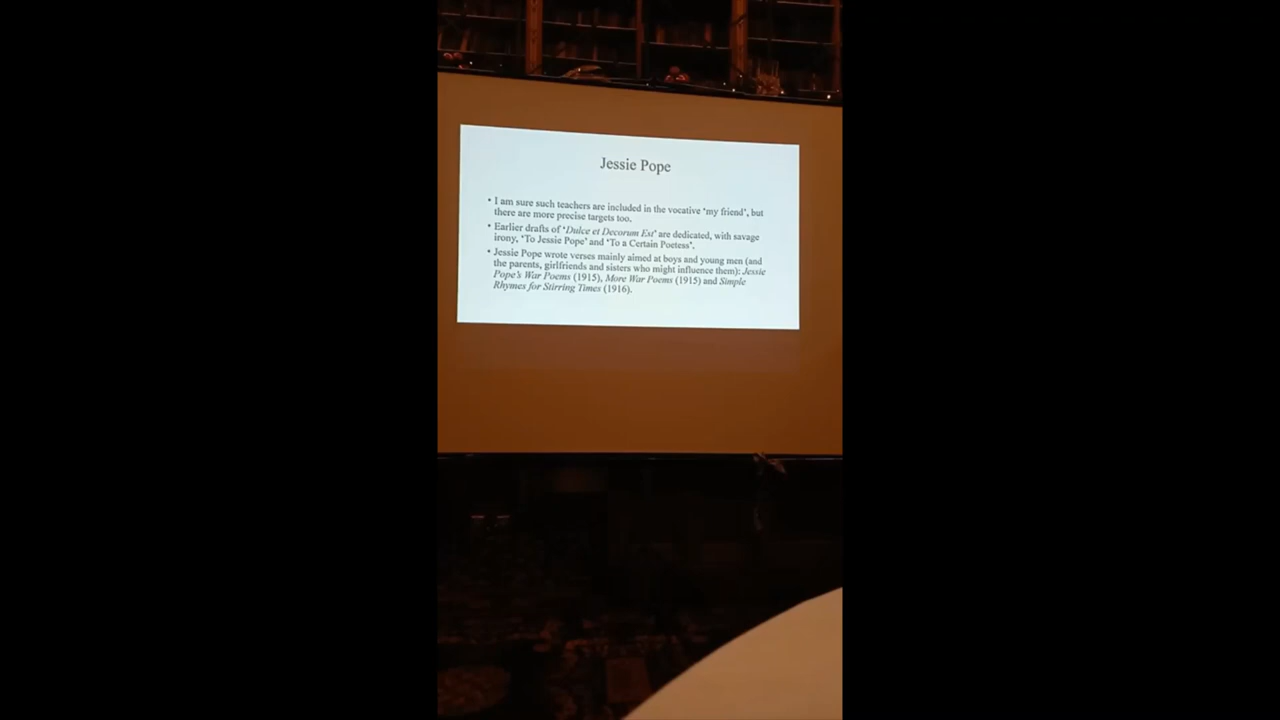 Jessie Pope
• I am sure such teachers are included in the vocative ‘my friend’, but
there are more precise targets too.
• Earlier drafts of ‘Dulce et Decorum Est’ are dedicated, with savage
irony, ‘To Jessie Pope’ and ‘To a Certain Poetess’.
• Jessie Pope wrote verses mainly aimed at boys and young men (and
the parents, girlfriends and sisters who might influence them): Jessie
Pope’s War Poems (1915), More War Poems (1915) and Simple
Rhymes for Stirring Times (1916).